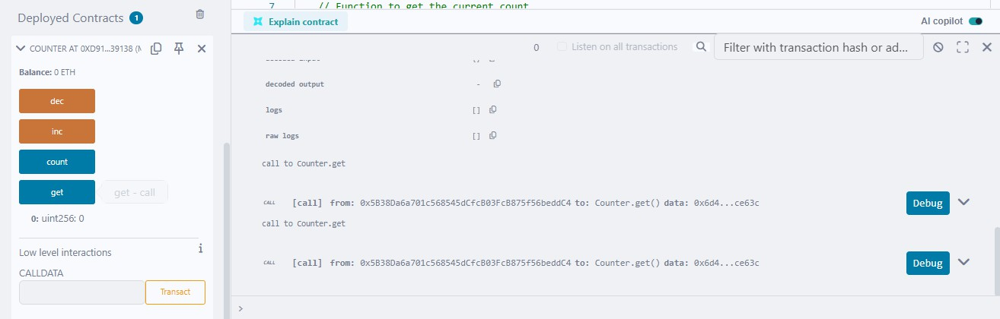 Deployed Contracts 1
COUNTER AT 0XD91...39138 (M
Balance: 0 ETH
dec
inc
count
get
get - call
0: uint256: 0
Low level interactions
CALLDATA
Transact
7 // Function to get the current count
Explain contract
AI copilot
0
Listen on all transactions
Filter with transaction hash or ad...
decoded input {} 
decoded output -
logs []
raw logs []
call to Counter.get
CALL [call] from: 0x5B38Da6a701c568545dCfcB03FcB875f56beddC4 to: Counter.get() data: 0x6d4...ce63c
Debug
call to Counter.get
CALL [call] from: 0x5B38Da6a701c568545dCfcB03FcB875f56beddC4 to: Counter.get() data: 0x6d4...ce63c
Debug
>